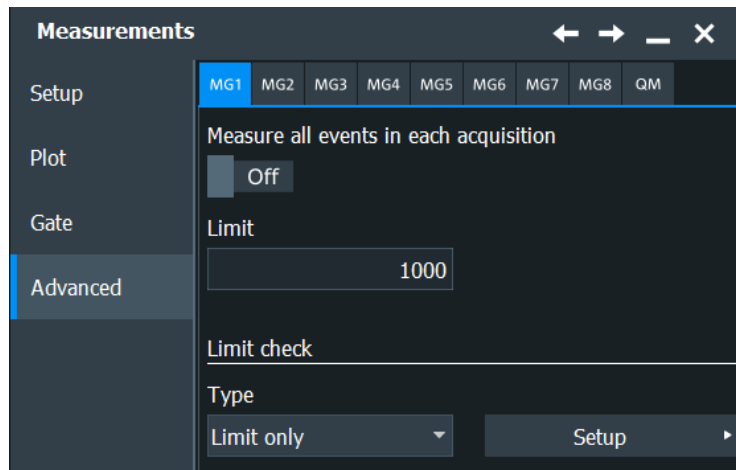 Measurements
Setup
Plot
Gate
Advanced
MG1 MG2 MG3 MG4 MG5 MG6 MG7 MG8 QM
Measure all events in each acquisition
Off
Limit
1000
Limit check
Type
Limit only
Setup